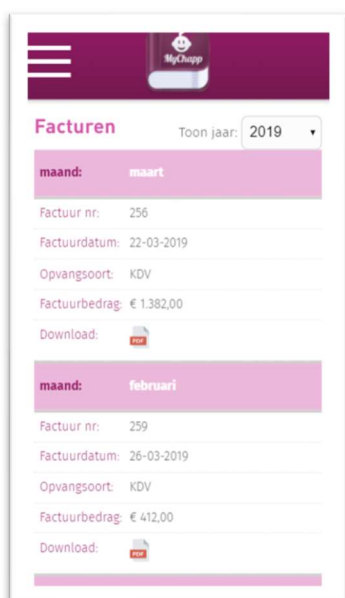 MyChapp
Facturen Toon jaar: 2019
maand: maart
Factuur nr: 256
Factuurdatum: 22-03-2019
Opvangsoort: KDV
Factuurbedrag: € 1.382,00
Download: PDF
maand: februari
Factuur nr: 259
Factuurdatum: 26-03-2019
Opvangsoort: KDV
Factuurbedrag: € 412,00
Download: PDF